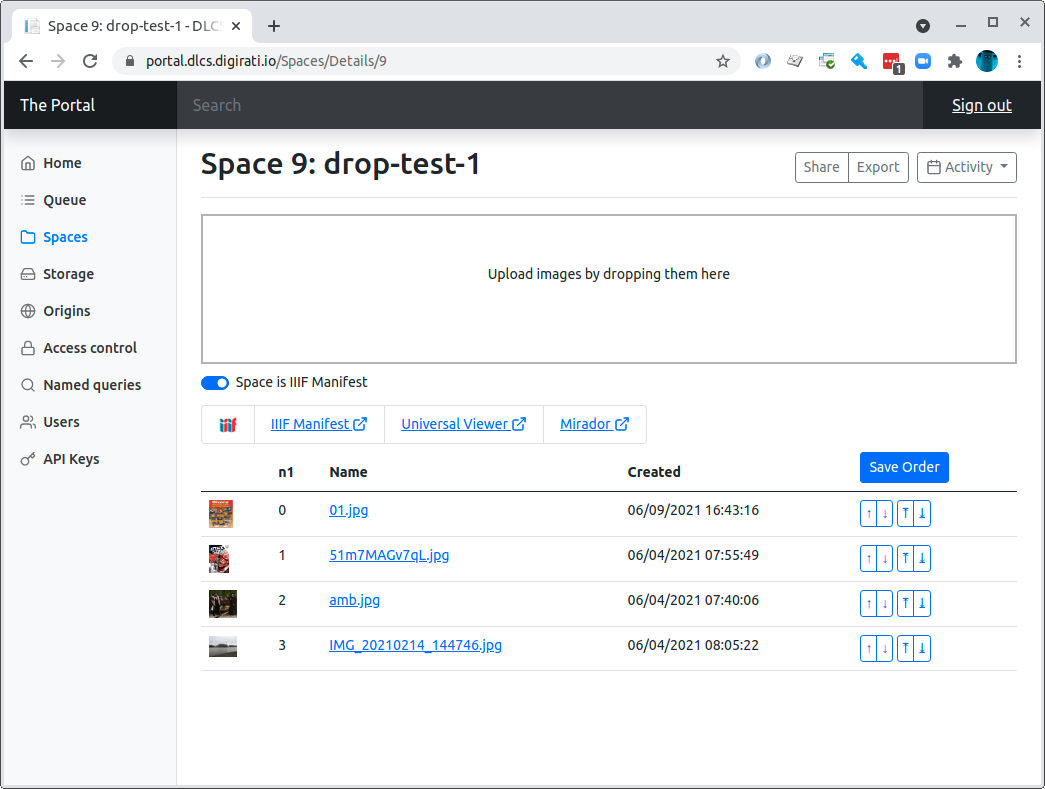 Space 9: drop-test-1 - DLCS
portal.dlcs.digirati.io/Spaces/Details/9
1
The Portal
Search
Sign out
Home
Queue
Spaces
Storage
Origins
Access control
Named queries
Users
API Keys
Space 9: drop-test-1
Share
Export
Activity
Upload images by dropping them here
Space is IIIF Manifest
iiif
IIIF Manifest
Universal Viewer
Mirador
n1 Name Created Save Order
0 01.jpg 06/09/2021 16:43:16 ↑ ↓ ⤒ ⤓
1 51m7MAGv7qL.jpg 06/04/2021 07:55:49 ↑ ↓ ⤒ ⤓
2 amb.jpg 06/04/2021 07:40:06 ↑ ↓ ⤒ ⤓
3 IMG_20210214_144746.jpg 06/04/2021 08:05:22 ↑ ↓ ⤒ ⤓